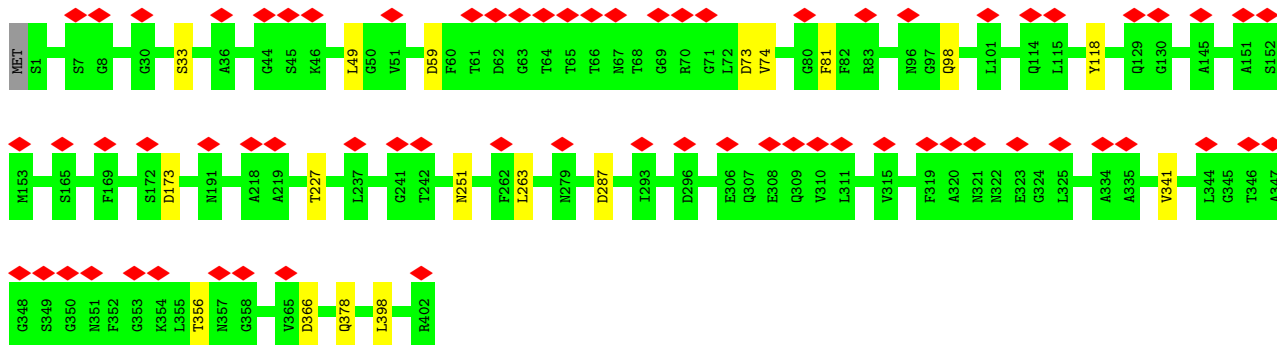 MET S1 S7 G8 G30 S33 A36 G44 S45 K46 L49 G50 V51 D59 F60 T61 D62 G63 T64 T65 T66 N67 T68 G69 R70 G71 L72 D73 V74 G80 F81 F82 R83 N96 G97 Q98 L101 Q114 L115 Y118 Q129 G130 A145 A151 S152
M153 S165 F169 S172 D173 N191 A218 A219 T227 L237 G241 T242 N251 F262 L263 N279 D287 I293 D296 E306 Q307 E308 Q309 V310 L311 V315 F319 A320 N321 N322 E323 G324 L325 A334 A335 V341 L344 G345 T346 A347
G348 S349 G350 N351 F352 G353 K354 L355 T356 N357 G358 V365 D366 Q378 L398 R402